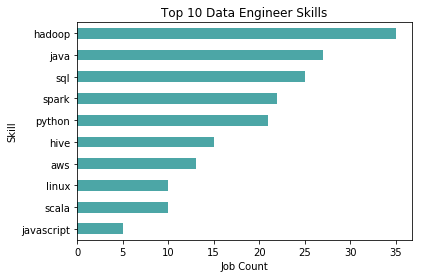 Top 10 Data Engineer Skills
Skill
hadoop
java
sql
spark
python
hive
aws
linux
scala
javascript
0 5 10 15 20 25 30 35
Job Count